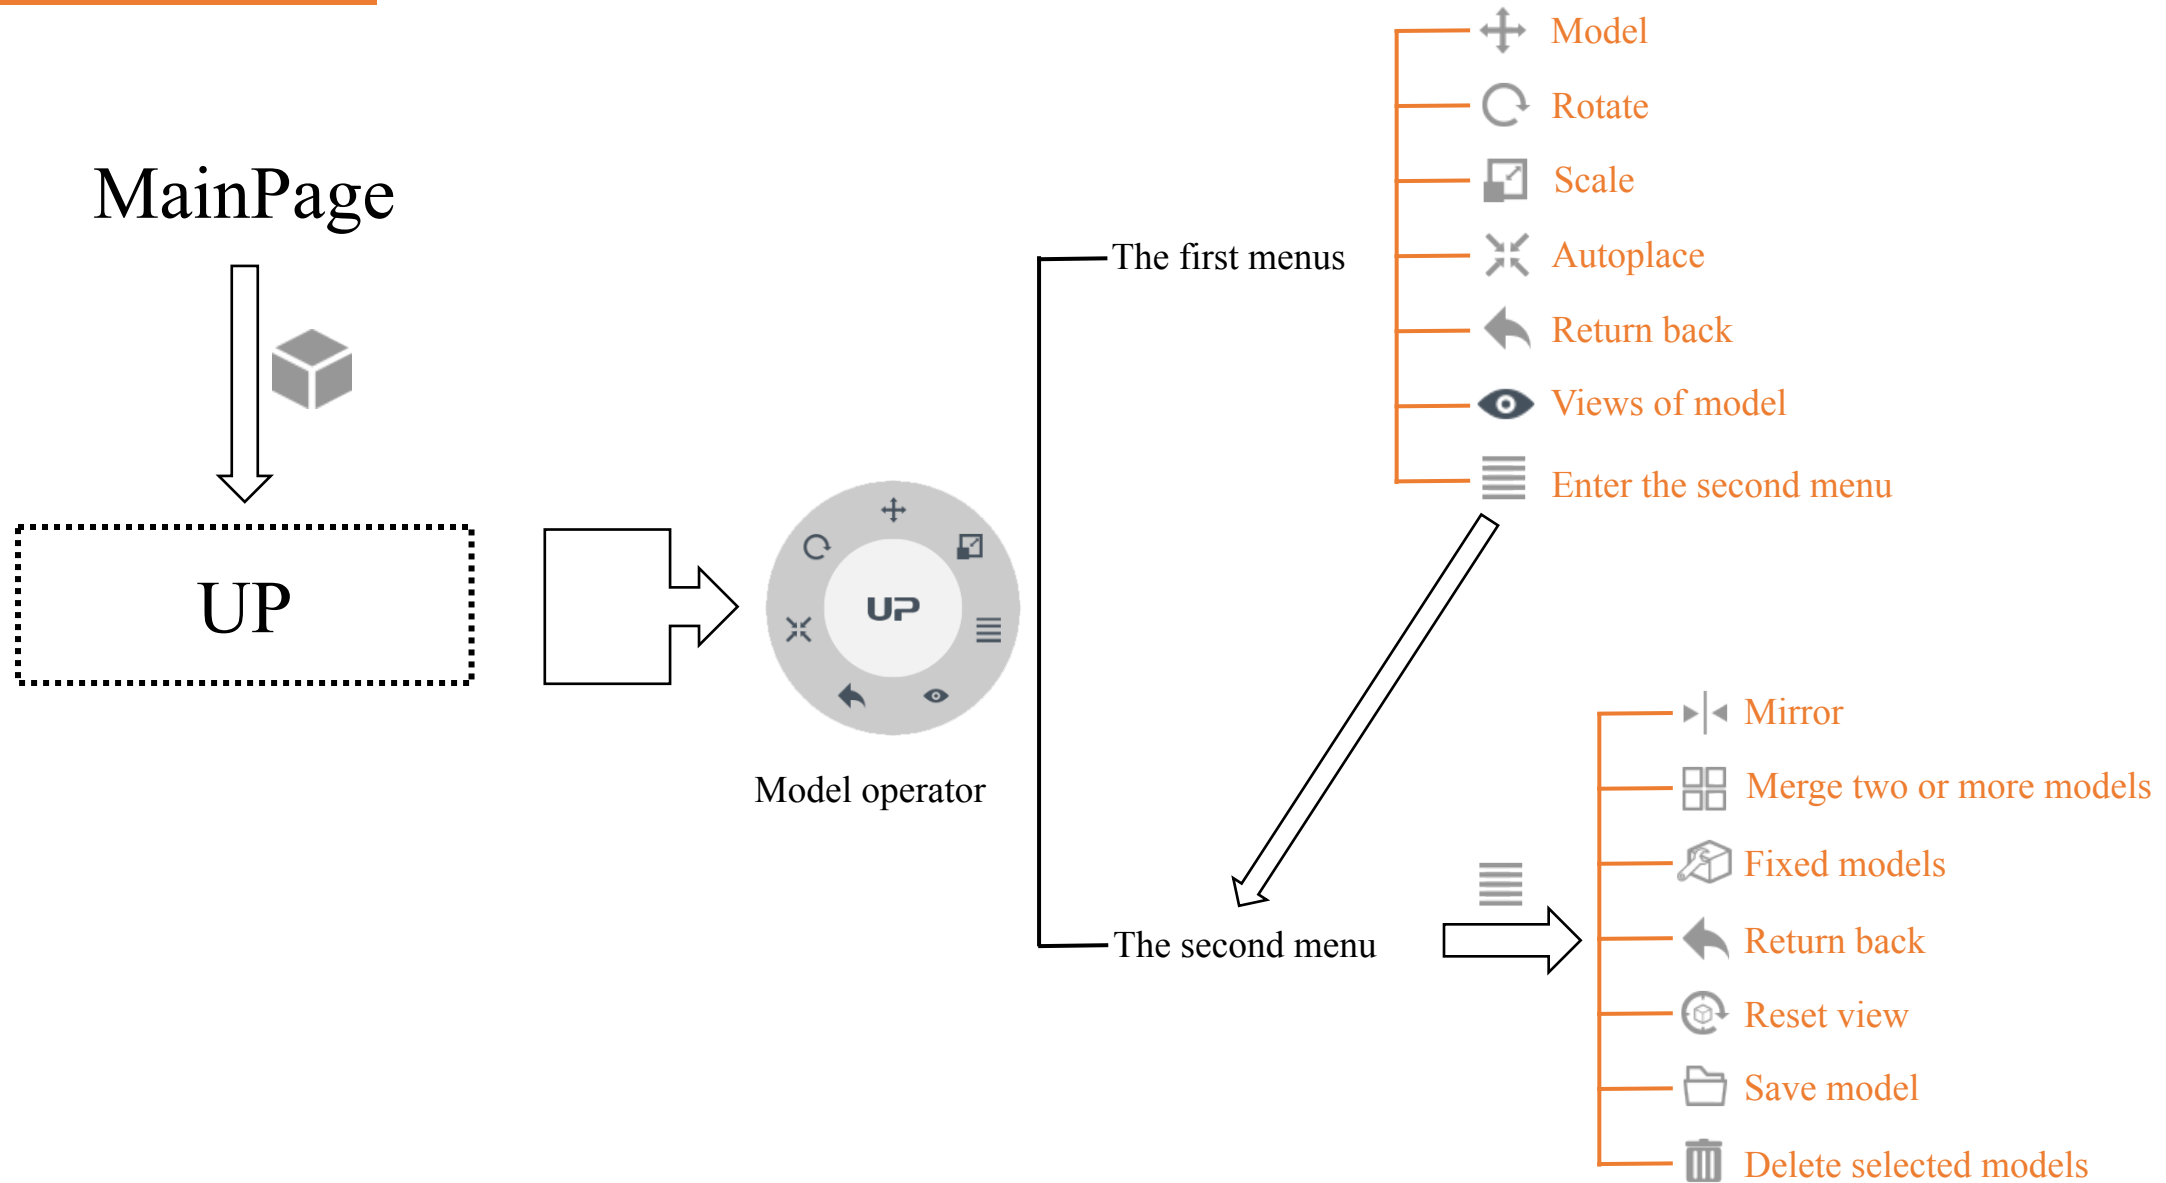 MainPage
UP
UP
Model operator
The first menus
Model
Rotate
Scale
Autoplace
Return back
Views of model
Enter the second menu
The second menu
Mirror
Merge two or more models
Fixed models
Return back
Reset view
Save model
Delete selected models